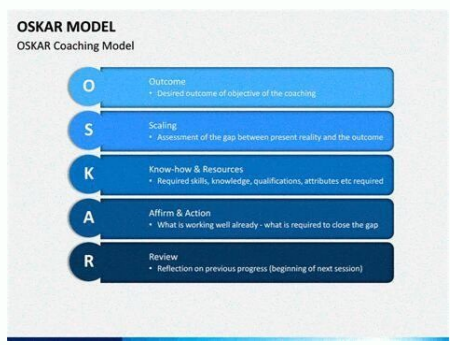 OSKAR MODEL
OSKAR Coaching Model
O
Outcome
• Desired outcome of objective of the coaching
S
Scaling
• Assessment of the gap between present reality and the outcome
K
Know-how & Resources
• Required skills, knowledge, qualifications, attributes etc required
A
Affirm & Action
• What is working well already - what is required to close the gap
R
Review
• Reflection on previous progress (beginning of next session)